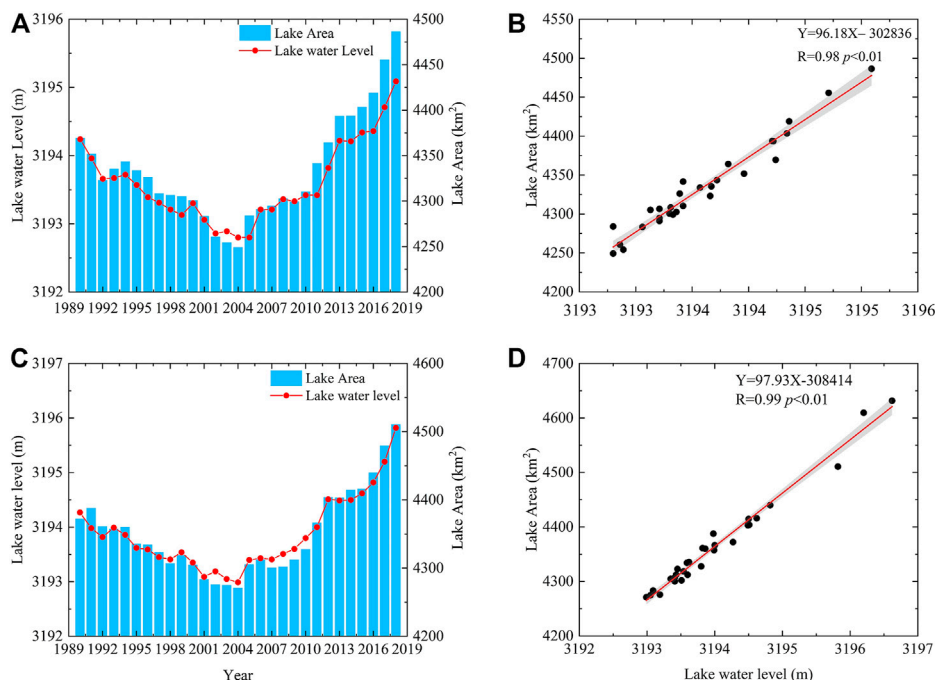 A
3196
3195
3194
3193
3192
Lake water Level (m)
Lake Area
Lake water Level
4500
4450
4400
4350
4300
4250
4200
Lake Area (km²)
1989 1992 1995 1998 2001 2004 2007 2010 2013 2016 2019
B
4550
4500
4450
4400
4350
4300
4250
4200
Lake Area (km²)
Y=96.18X− 302836
R=0.98 p<0.01
3193 3193 3194 3194 3195 3195 3196
C
3197
3196
3195
3194
3193
3192
Lake water level (m)
Lake Area
Lake water level
4600
4500
4400
4300
4200
Lake Area (km²)
1989 1992 1995 1998 2001 2004 2007 2010 2013 2016 2019
Year
D
4700
4600
4500
4400
4300
4200
Lake Area (km²)
Y=97.93X-308414
R=0.99 p<0.01
3192 3193 3194 3195 3196 3197
Lake water level (m)